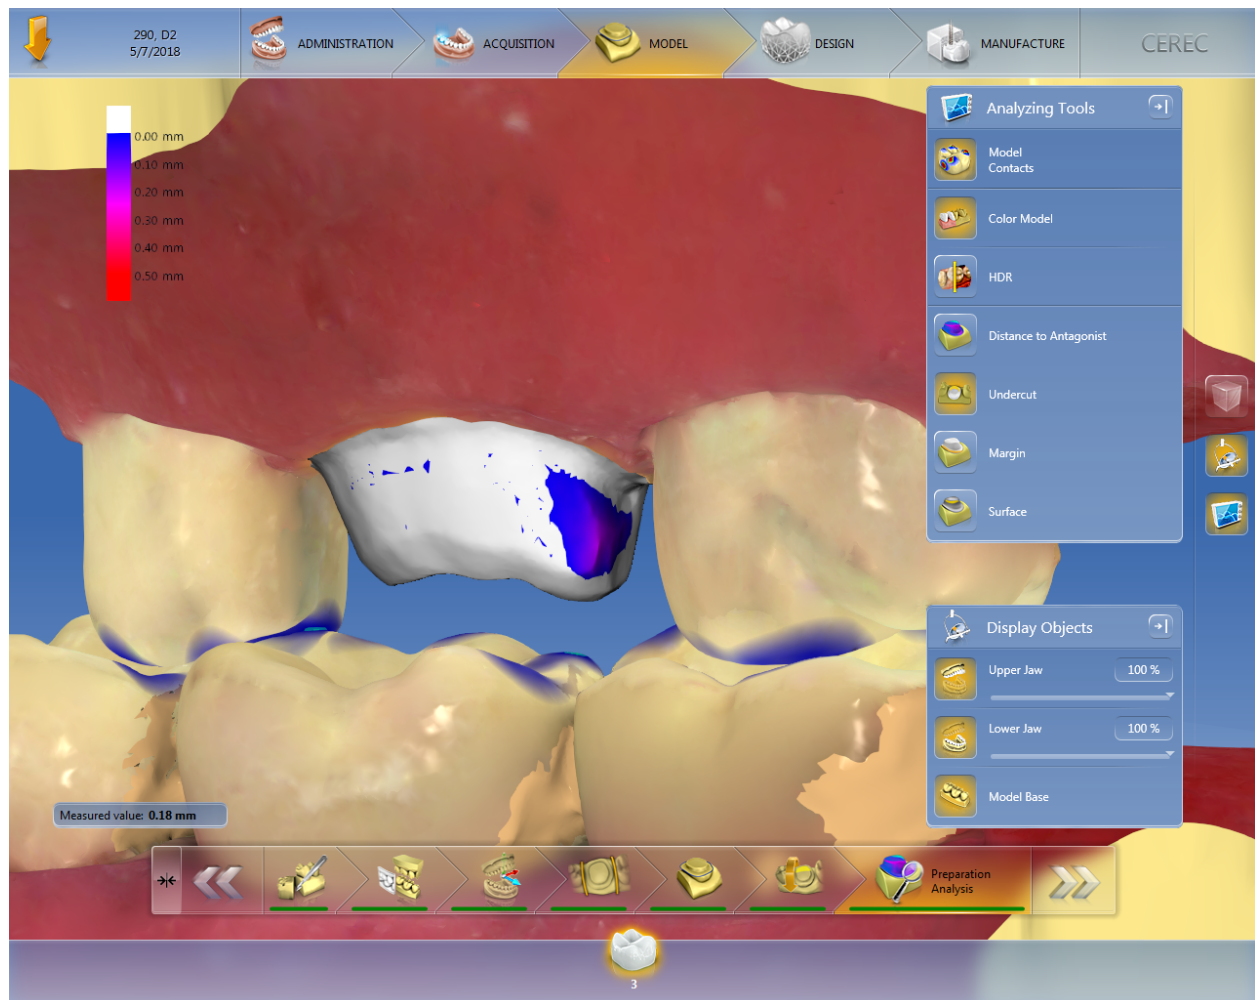 290, D2
5/7/2018
ADMINISTRATION
ACQUISITION
MODEL
DESIGN
MANUFACTURE
CEREC
0.00 mm
0.10 mm
0.20 mm
0.30 mm
0.40 mm
0.50 mm
Analyzing Tools
Model
Contacts
Color Model
HDR
Distance to Antagonist
Undercut
Margin
Surface
Display Objects
Upper Jaw 100 %
Lower Jaw 100 %
Model Base
Measured value: 0.18 mm
Preparation
Analysis
3